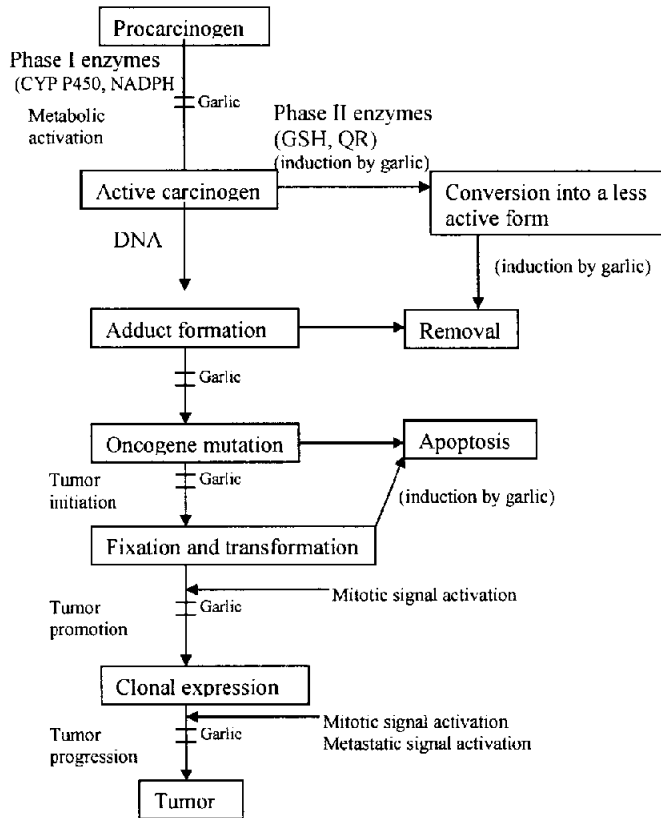 Procarcinogen
Phase I enzymes
(CYP P450, NADPH)
Garlic
Metabolic
activation
Phase II enzymes
(GSH, QR)
(induction by garlic)
Active carcinogen
Conversion into a less
active form
DNA
(induction by garlic)
Adduct formation
Removal
Garlic
Oncogene mutation
Apoptosis
Tumor
initiation
Garlic
(induction by garlic)
Fixation and transformation
Mitotic signal activation
Tumor
promotion
Garlic
Clonal expression
Mitotic signal activation
Metastatic signal activation
Tumor
progression
Garlic
Tumor